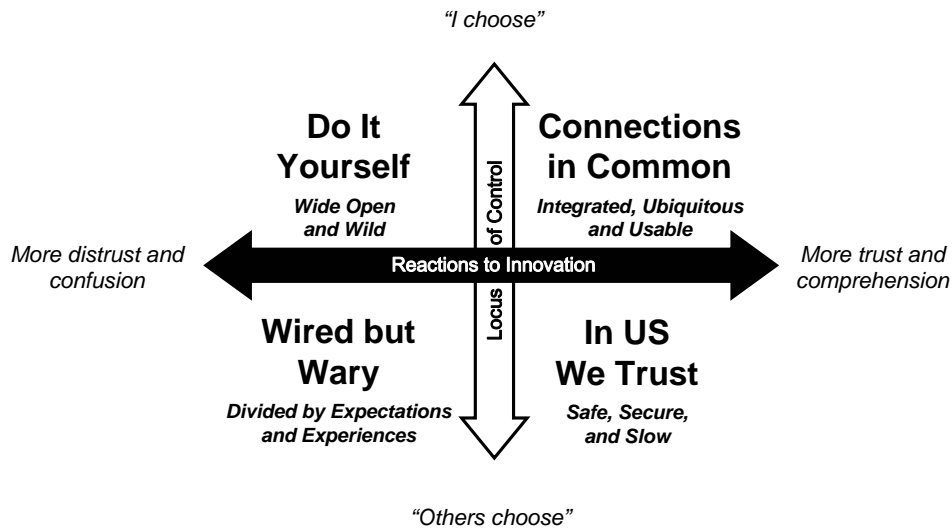 “I choose”
Do It
Yourself
Wide Open
and Wild
Connections
in Common
Integrated, Ubiquitous
and Usable
Locus of Control
More distrust and
confusion
Reactions to Innovation
More trust and
comprehension
Wired but
Wary
Divided by Expectations
and Experiences
In US
We Trust
Safe, Secure,
and Slow
“Others choose”